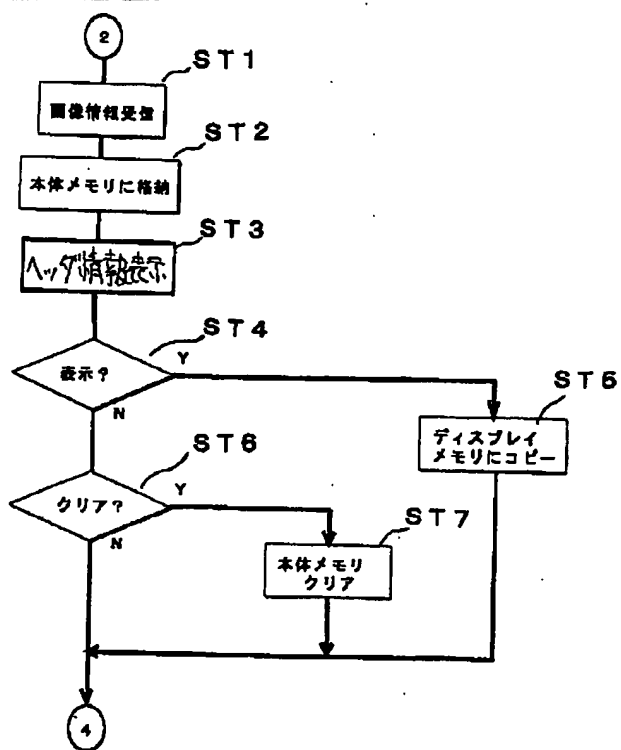 2
ST1
画像情報受信
ST2
本体メモリに格納
ST3
ヘッダ情報表示
ST4
表示?
Y
N
ST5
ディスプレイ
メモリにコピー
ST6
クリア?
Y
N
ST7
本体メモリ
クリア
4